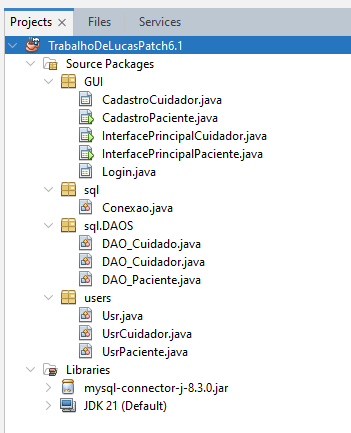 Projects Files Services
TrabalhoDeLucasPatch6.1
Source Packages
GUI
CadastroCuidador.java
CadastroPaciente.java
InterfacePrincipalCuidador.java
InterfacePrincipalPaciente.java
Login.java
sql
Conexao.java
sql.DAOS
DAO_Cuidado.java
DAO_Cuidador.java
DAO_Paciente.java
users
Usr.java
UsrCuidador.java
UsrPaciente.java
Libraries
mysql-connector-j-8.3.0.jar
JDK 21 (Default)